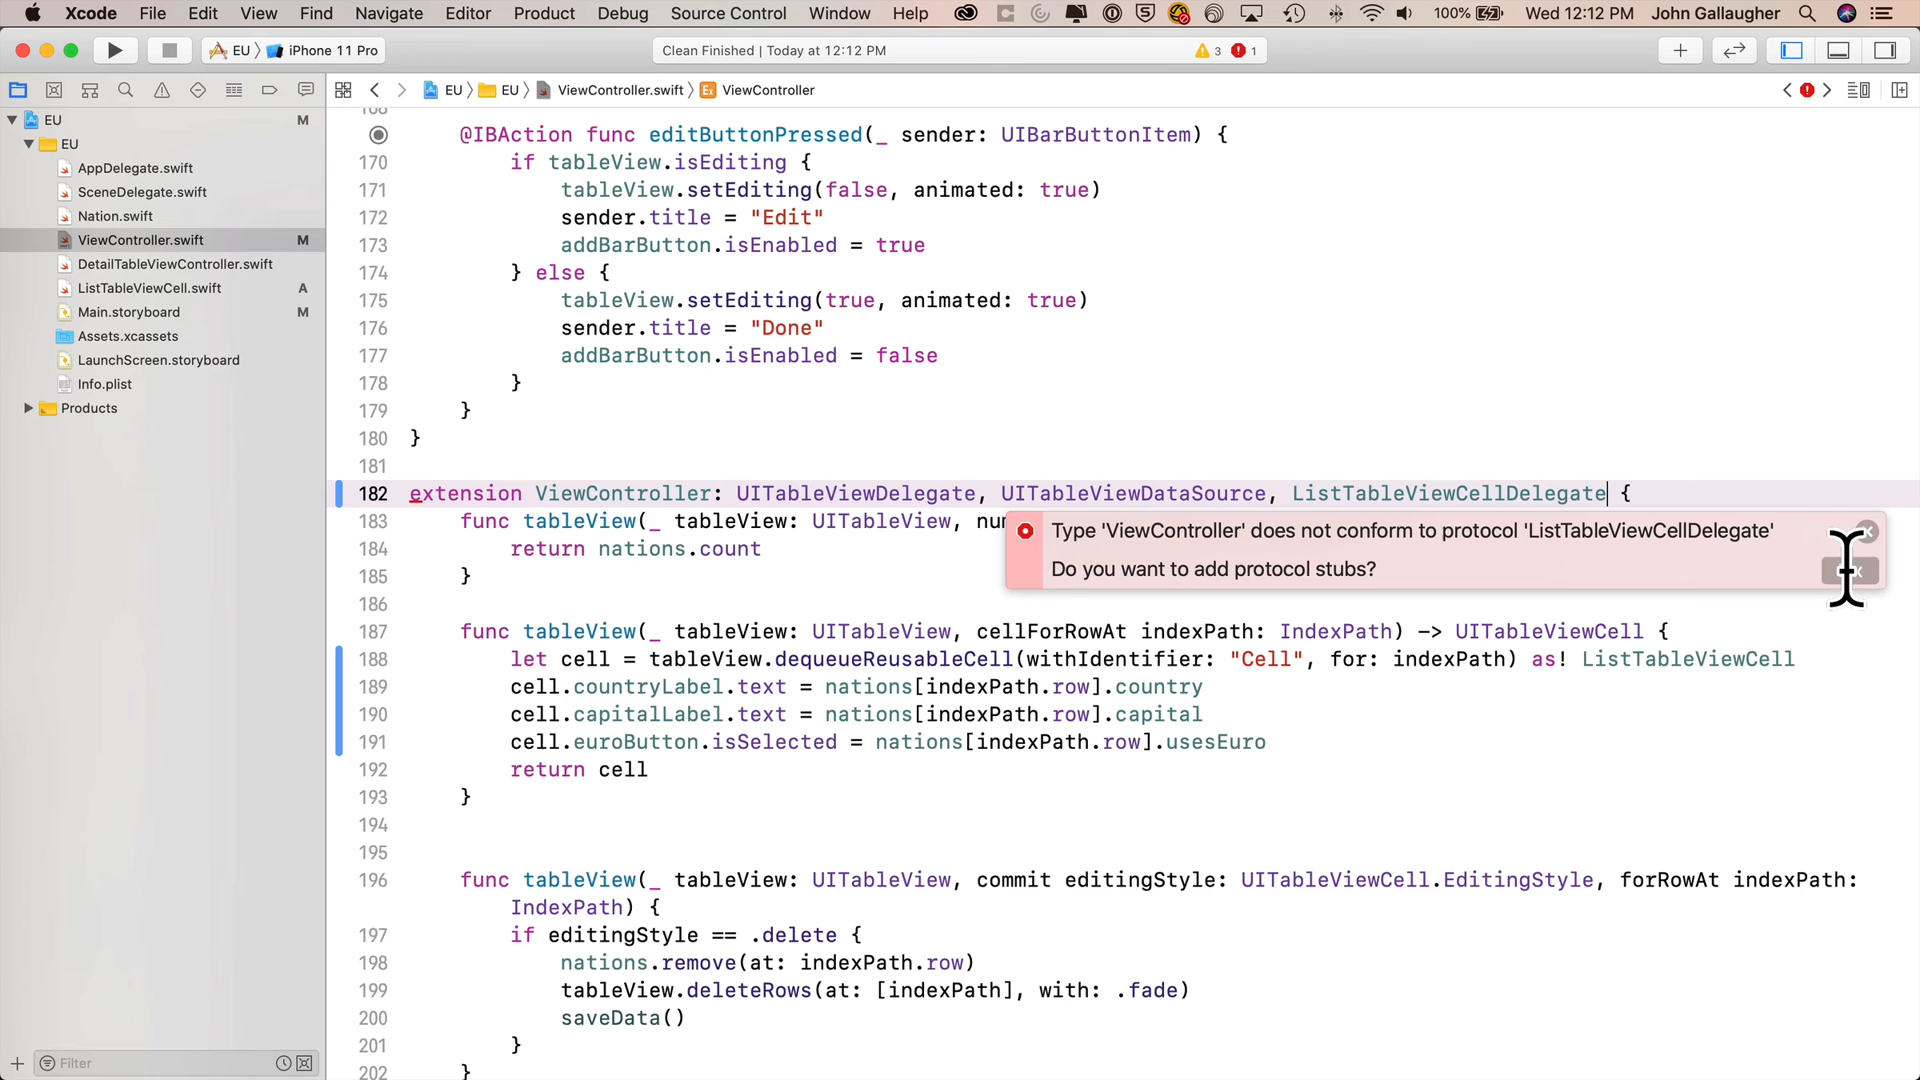 Xcode File Edit View Find Navigate Editor Product Debug Source Control Window Help 100% Wed 12:12 PM John Gallaugher
EU iPhone 11 Pro Clean Finished | Today at 12:12 PM 3 1
EU EU ViewController.swift ViewController
EU M
EU
AppDelegate.swift
SceneDelegate.swift
Nation.swift
ViewController.swift M
DetailTableViewController.swift
ListTableViewCell.swift A
Main.storyboard M
Assets.xcassets
LaunchScreen.storyboard
Info.plist
Products
Filter
@IBAction func editButtonPressed(_ sender: UIBarButtonItem) {
170 if tableView.isEditing {
171 tableView.setEditing(false, animated: true)
172 sender.title = "Edit"
173 addBarButton.isEnabled = true
174 } else {
175 tableView.setEditing(true, animated: true)
176 sender.title = "Done"
177 addBarButton.isEnabled = false
178 }
179 }
180 }
181
182 extension ViewController: UITableViewDelegate, UITableViewDataSource, ListTableViewCellDelegate {
183 func tableView(_ tableView: UITableView, nu
Type 'ViewController' does not conform to protocol 'ListTableViewCellDelegate'
Do you want to add protocol stubs?
184 return nations.count
185 }
186
187 func tableView(_ tableView: UITableView, cellForRowAt indexPath: IndexPath) -> UITableViewCell {
188 let cell = tableView.dequeueReusableCell(withIdentifier: "Cell", for: indexPath) as! ListTableViewCell
189 cell.countryLabel.text = nations[indexPath.row].country
190 cell.capitalLabel.text = nations[indexPath.row].capital
191 cell.euroButton.isSelected = nations[indexPath.row].usesEuro
192 return cell
193 }
194
195
196 func tableView(_ tableView: UITableView, commit editingStyle: UITableViewCell.EditingStyle, forRowAt indexPath:
IndexPath) {
197 if editingStyle == .delete {
198 nations.remove(at: indexPath.row)
199 tableView.deleteRows(at: [indexPath], with: .fade)
200 saveData()
201 }
202 }